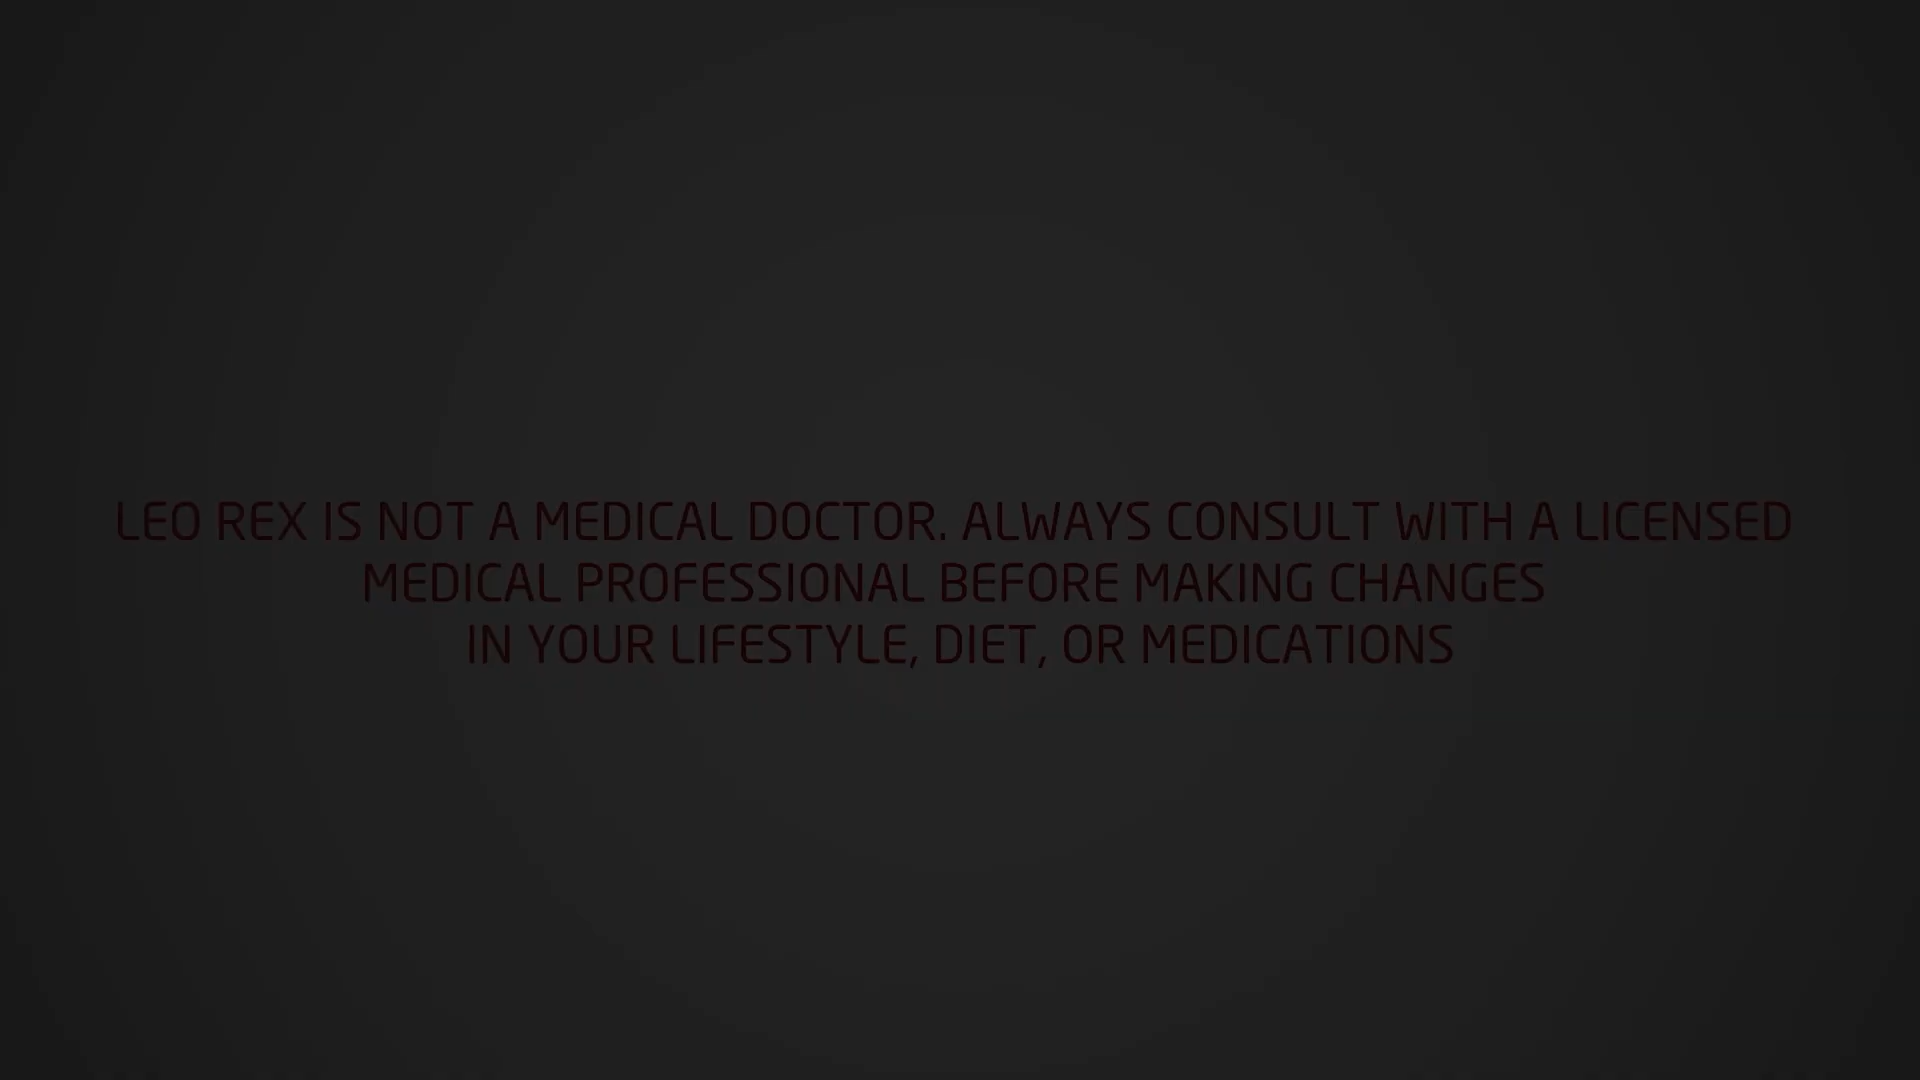 LEO REX IS NOT A MEDICAL DOCTOR. ALWAYS CONSULT WITH A LICENSED
MEDICAL PROFESSIONAL BEFORE MAKING CHANGES
IN YOUR LIFESTYLE, DIET, OR MEDICATIONS